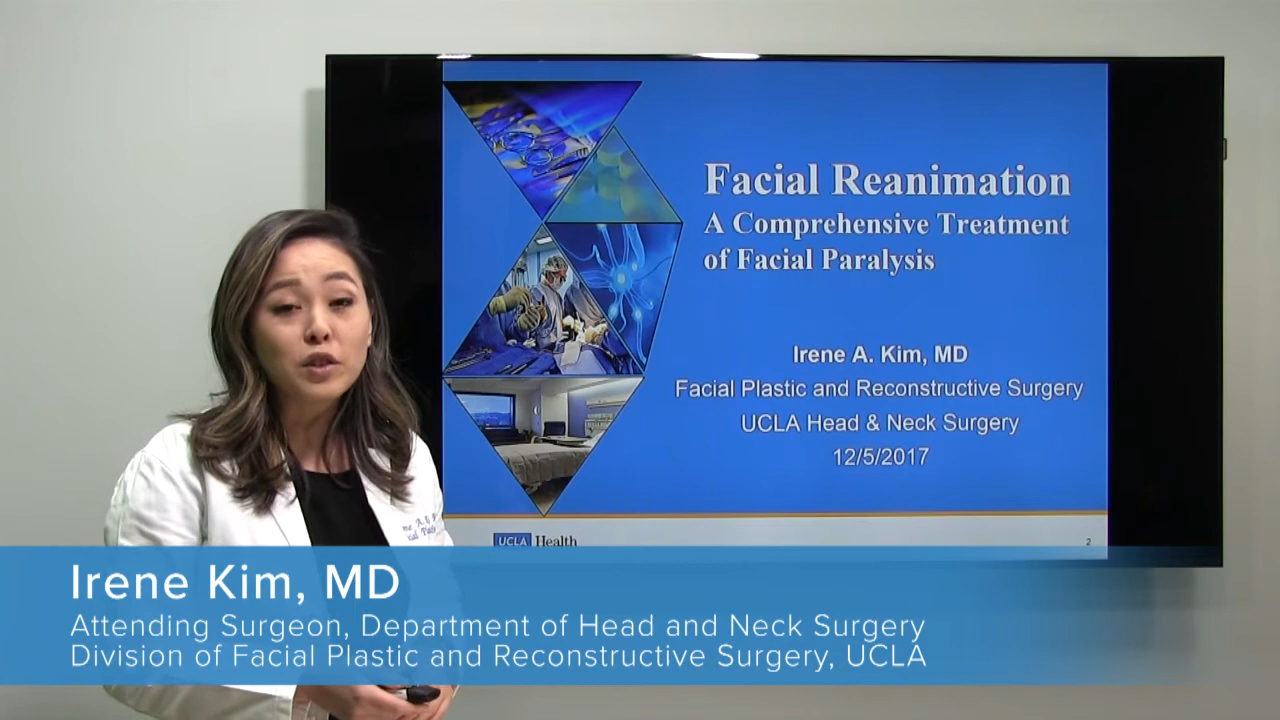 Facial Reanimation
A Comprehensive Treatment
of Facial Paralysis
Irene A. Kim, MD
Facial Plastic and Reconstructive Surgery
UCLA Head & Neck Surgery
12/5/2017
UCLA Health
2
Irene Kim, MD
Attending Surgeon, Department of Head and Neck Surgery
Division of Facial Plastic and Reconstructive Surgery, UCLA